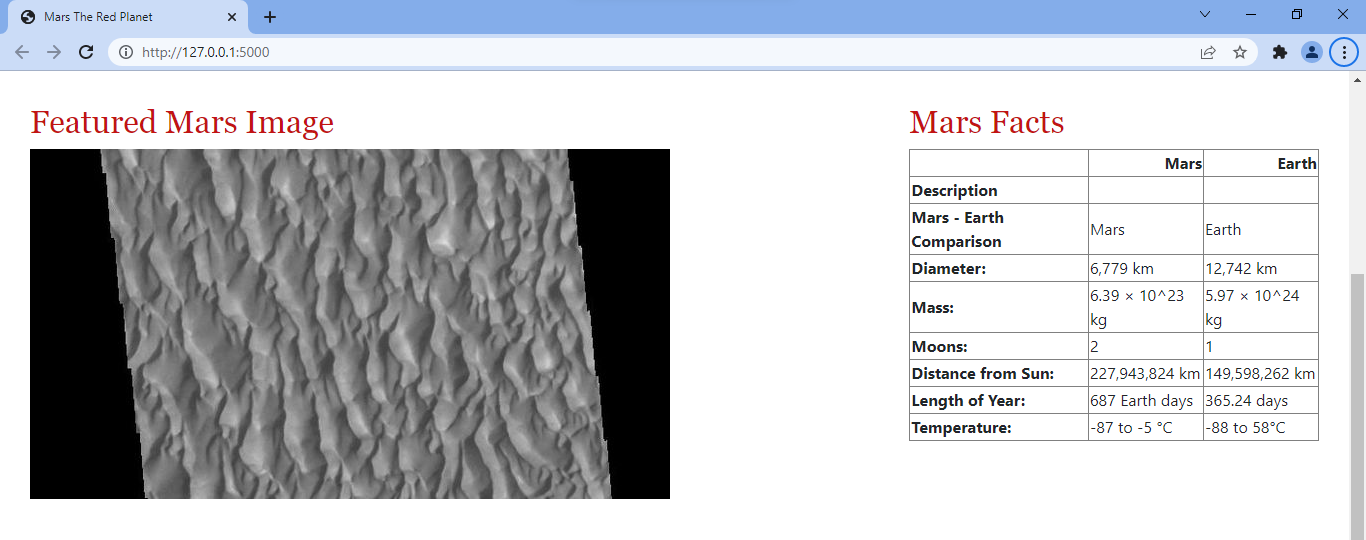 Mars The Red Planet
http://127.0.0.1:5000
Featured Mars Image
Mars Facts
Mars Earth
Description
Mars - Earth
Comparison Mars Earth
Diameter: 6,779 km 12,742 km
Mass: 6.39 × 10^23 kg 5.97 × 10^24 kg
Moons: 2 1
Distance from Sun: 227,943,824 km 149,598,262 km
Length of Year: 687 Earth days 365.24 days
Temperature: -87 to -5 °C -88 to 58°C